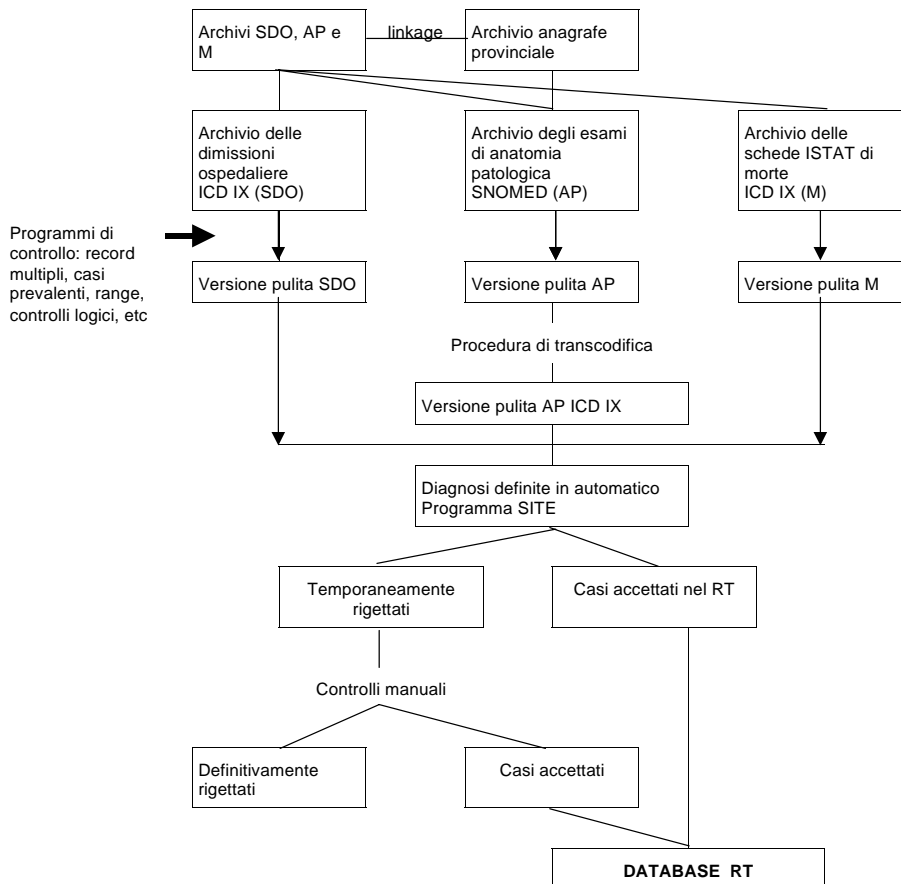 Archivi SDO, AP e
M
linkage
Archivio anagrafe
provinciale
Archivio delle
dimissioni
ospedaliere
ICD IX (SDO)
Archivio degli esami
di anatomia
patologica
SNOMED (AP)
Archivio delle
schede ISTAT di
morte
ICD IX (M)
Programmi di
controllo: record
multipli, casi
prevalenti, range,
controlli logici, etc
Versione pulita SDO
Versione pulita AP
Versione pulita M
Procedura di transcodifica
Versione pulita AP ICD IX
Diagnosi definite in automatico
Programma SITE
Temporaneamente
rigettati
Casi accettati nel RT
Controlli manuali
Definitivamente
rigettati
Casi accettati
DATABASE RT